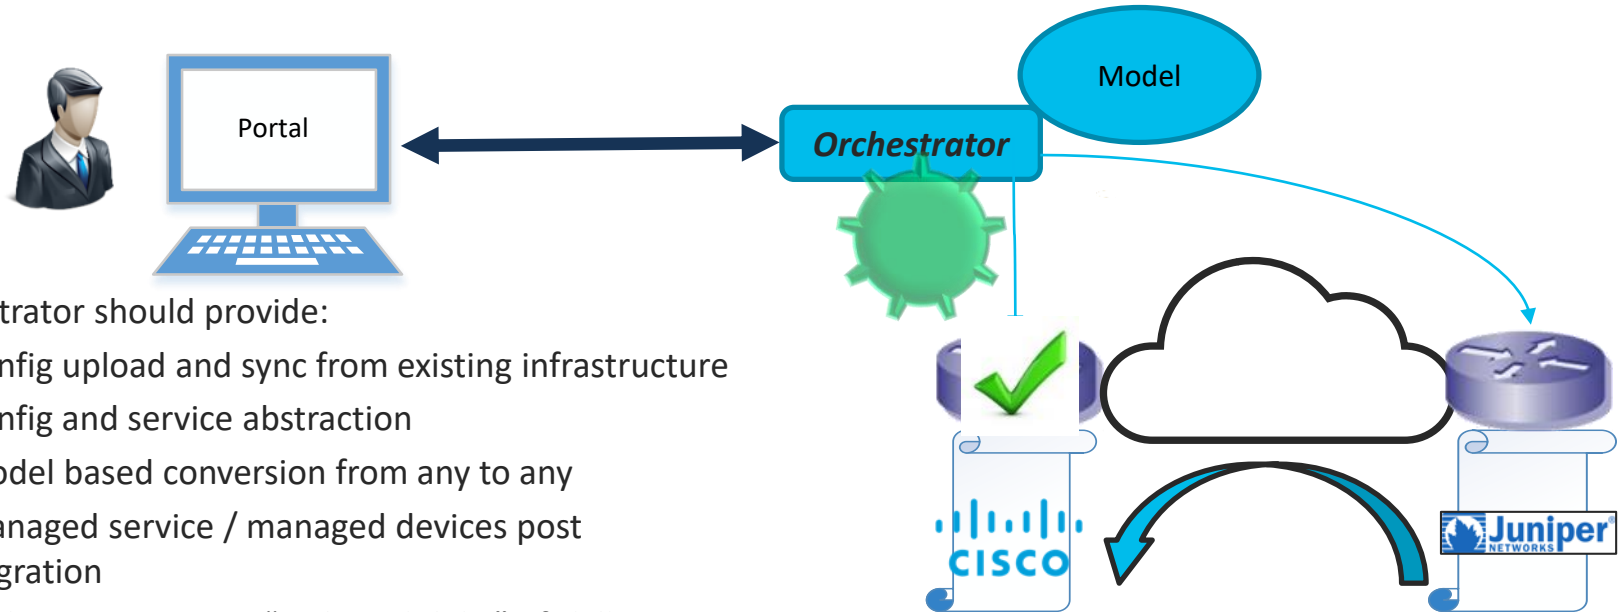 Model
Portal
Orchestrator
trator should provide:
nfig upload and sync from existing infrastructure
nfig and service abstraction
odel based conversion from any to any
anaged service / managed devices post
gration
CISCO
Juniper
NETWORKS